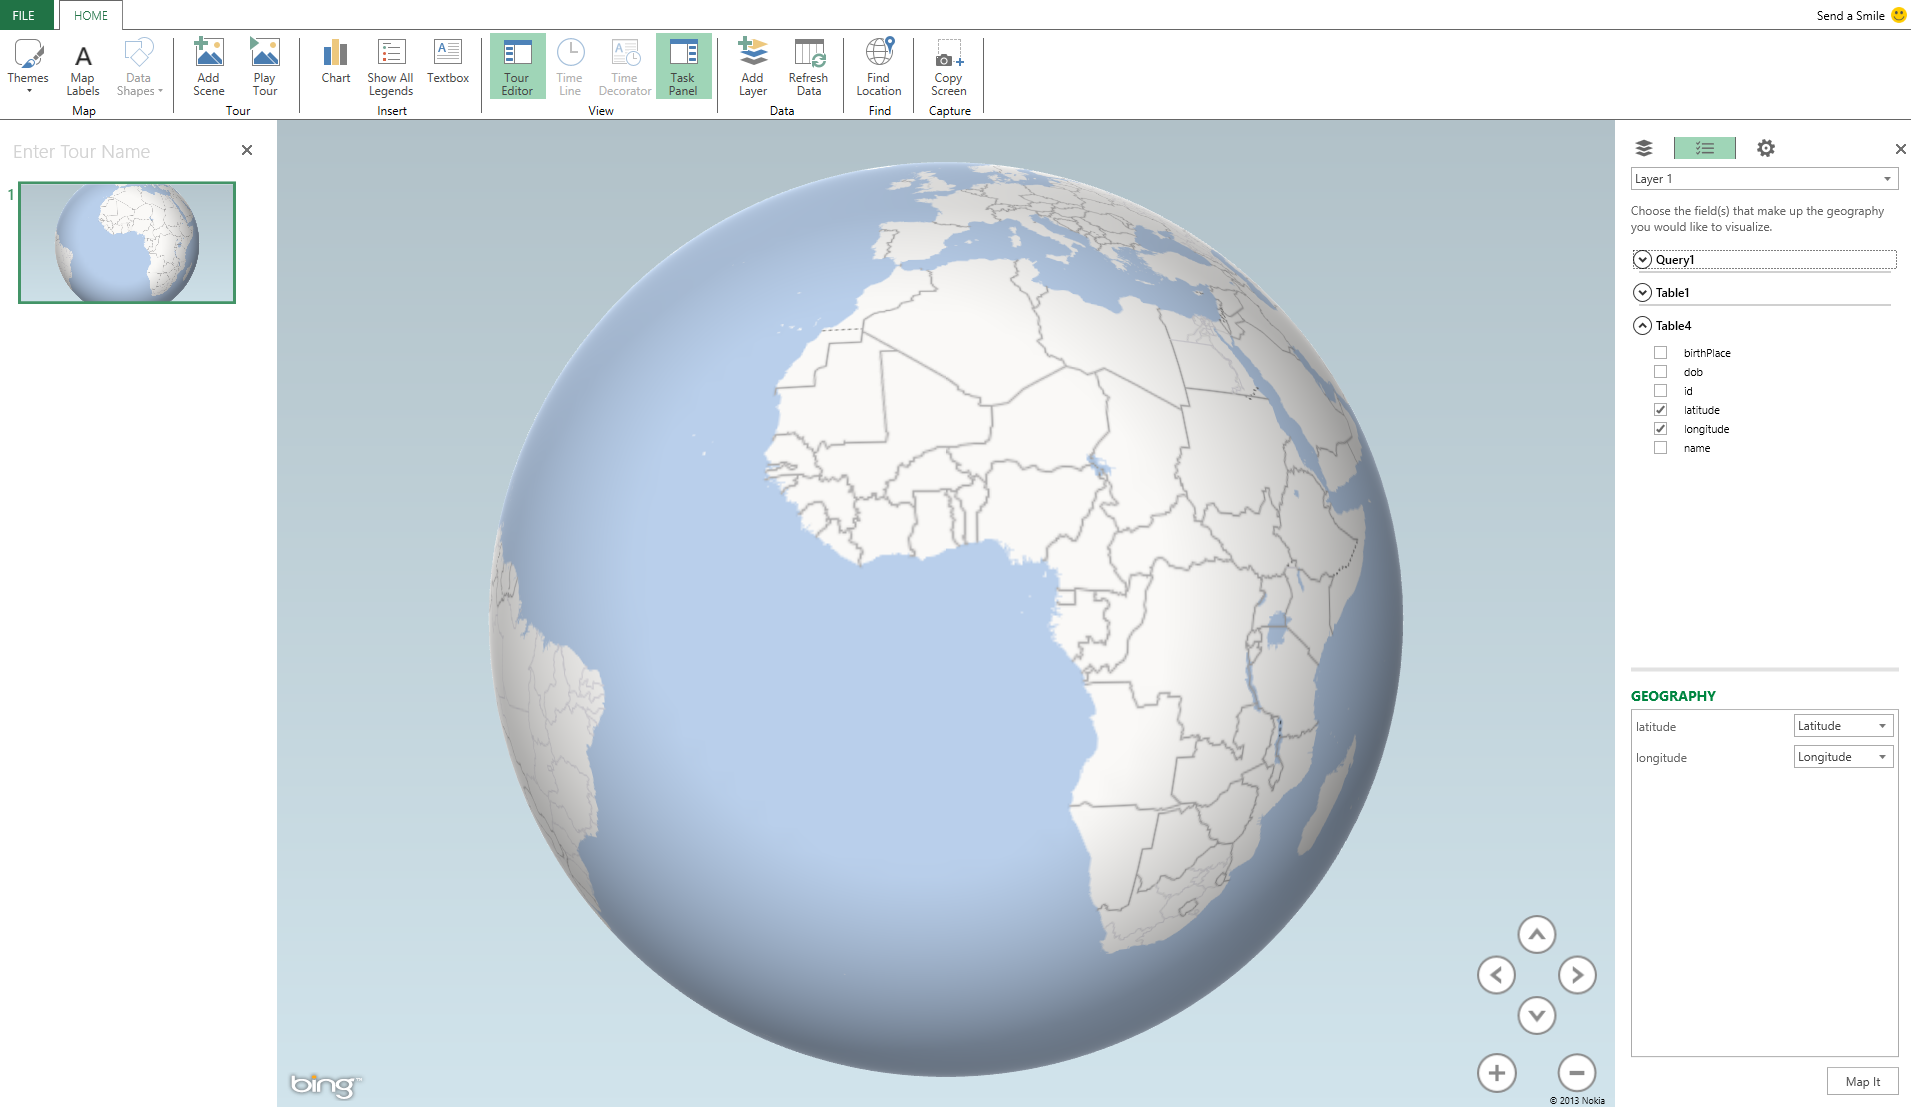 FILE
HOME
Send a Smile
Themes
Map Labels
Data Shapes
Map
Add Scene
Play Tour
Tour
Chart
Show All Legends
Textbox
Insert
Tour Editor
Time Line
Time Decorator
Task Panel
View
Add Layer
Refresh Data
Data
Find Location
Find
Copy Screen
Capture
Enter Tour Name
1
Layer 1
Choose the field(s) that make up the geography
you would like to visualize.
Query1
Table1
Table4
birthPlace
dob
id
latitude
longitude
name
GEOGRAPHY
latitude Latitude
longitude Longitude
Map It
bing
© 2013 Nokia